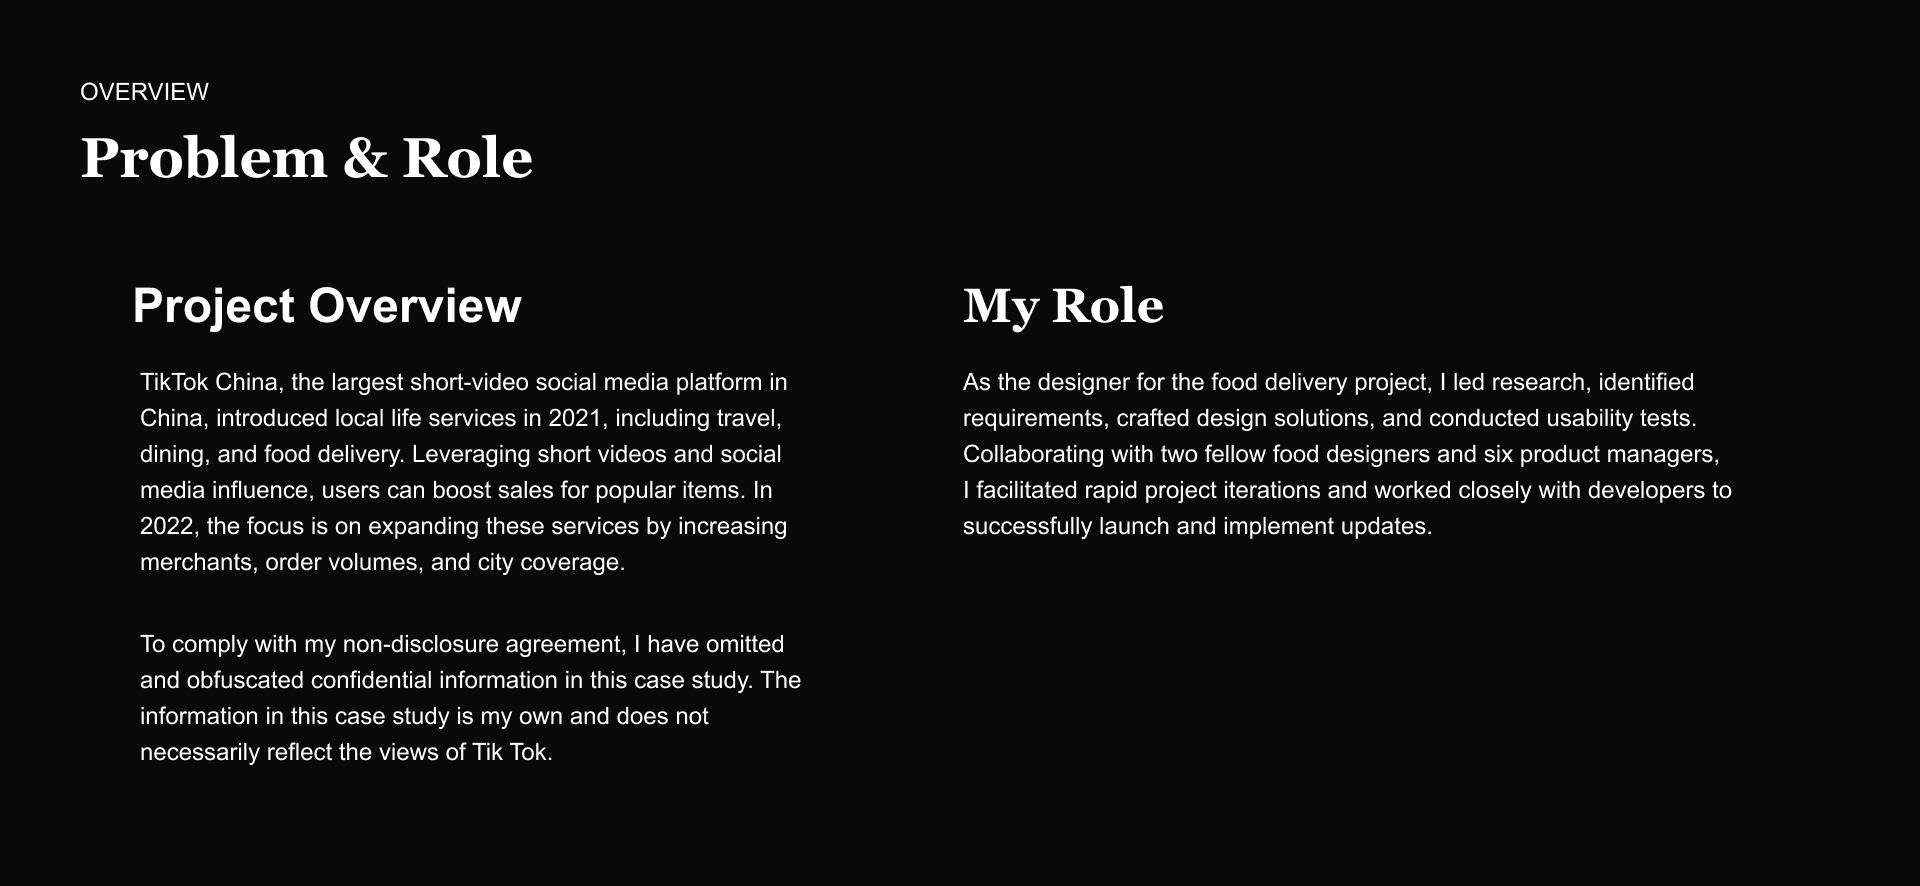 OVERVIEW
Problem & Role
Project Overview
TikTok China, the largest short-video social media platform in
China, introduced local life services in 2021, including travel,
dining, and food delivery. Leveraging short videos and social
media influence, users can boost sales for popular items. In
2022, the focus is on expanding these services by increasing
merchants, order volumes, and city coverage.
To comply with my non-disclosure agreement, I have omitted
and obfuscated confidential information in this case study. The
information in this case study is my own and does not
necessarily reflect the views of Tik Tok.
My Role
As the designer for the food delivery project, I led research, identified
requirements, crafted design solutions, and conducted usability tests.
Collaborating with two fellow food designers and six product managers,
I facilitated rapid project iterations and worked closely with developers to
successfully launch and implement updates.